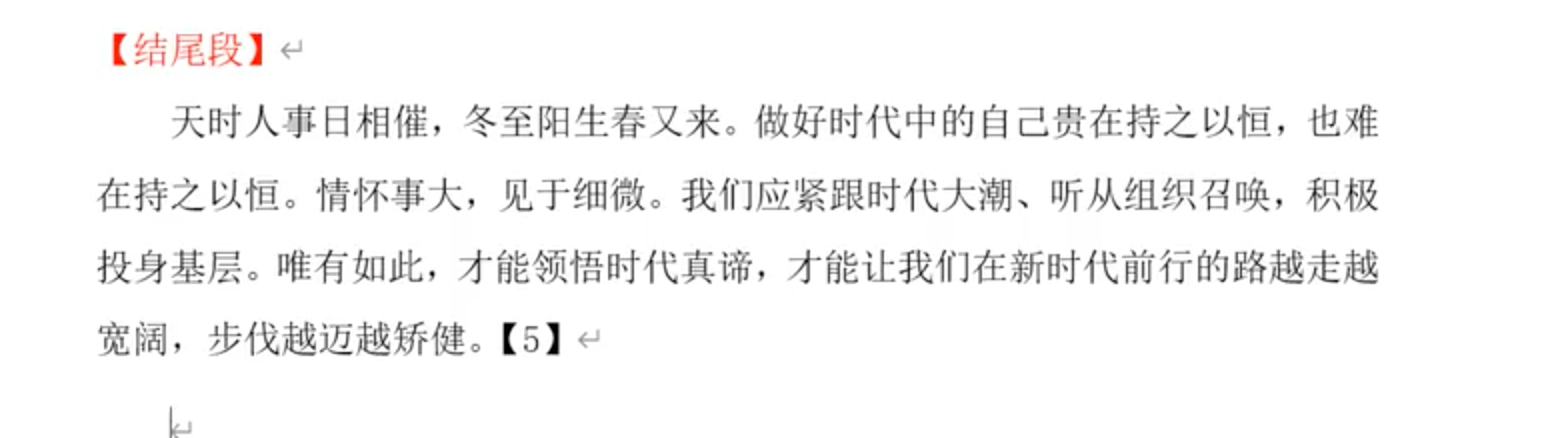 【结尾段】
天时人事日相催，冬至阳生春又来。做好时代中的自己贵在持之以恒，也难
在持之以恒。情怀事大，见于细微。我们应紧跟时代大潮、听从组织召唤，积极
投身基层。唯有如此，才能领悟时代真谛，才能让我们在新时代前行的路越走越
宽阔，步伐越迈越矫健。【5】